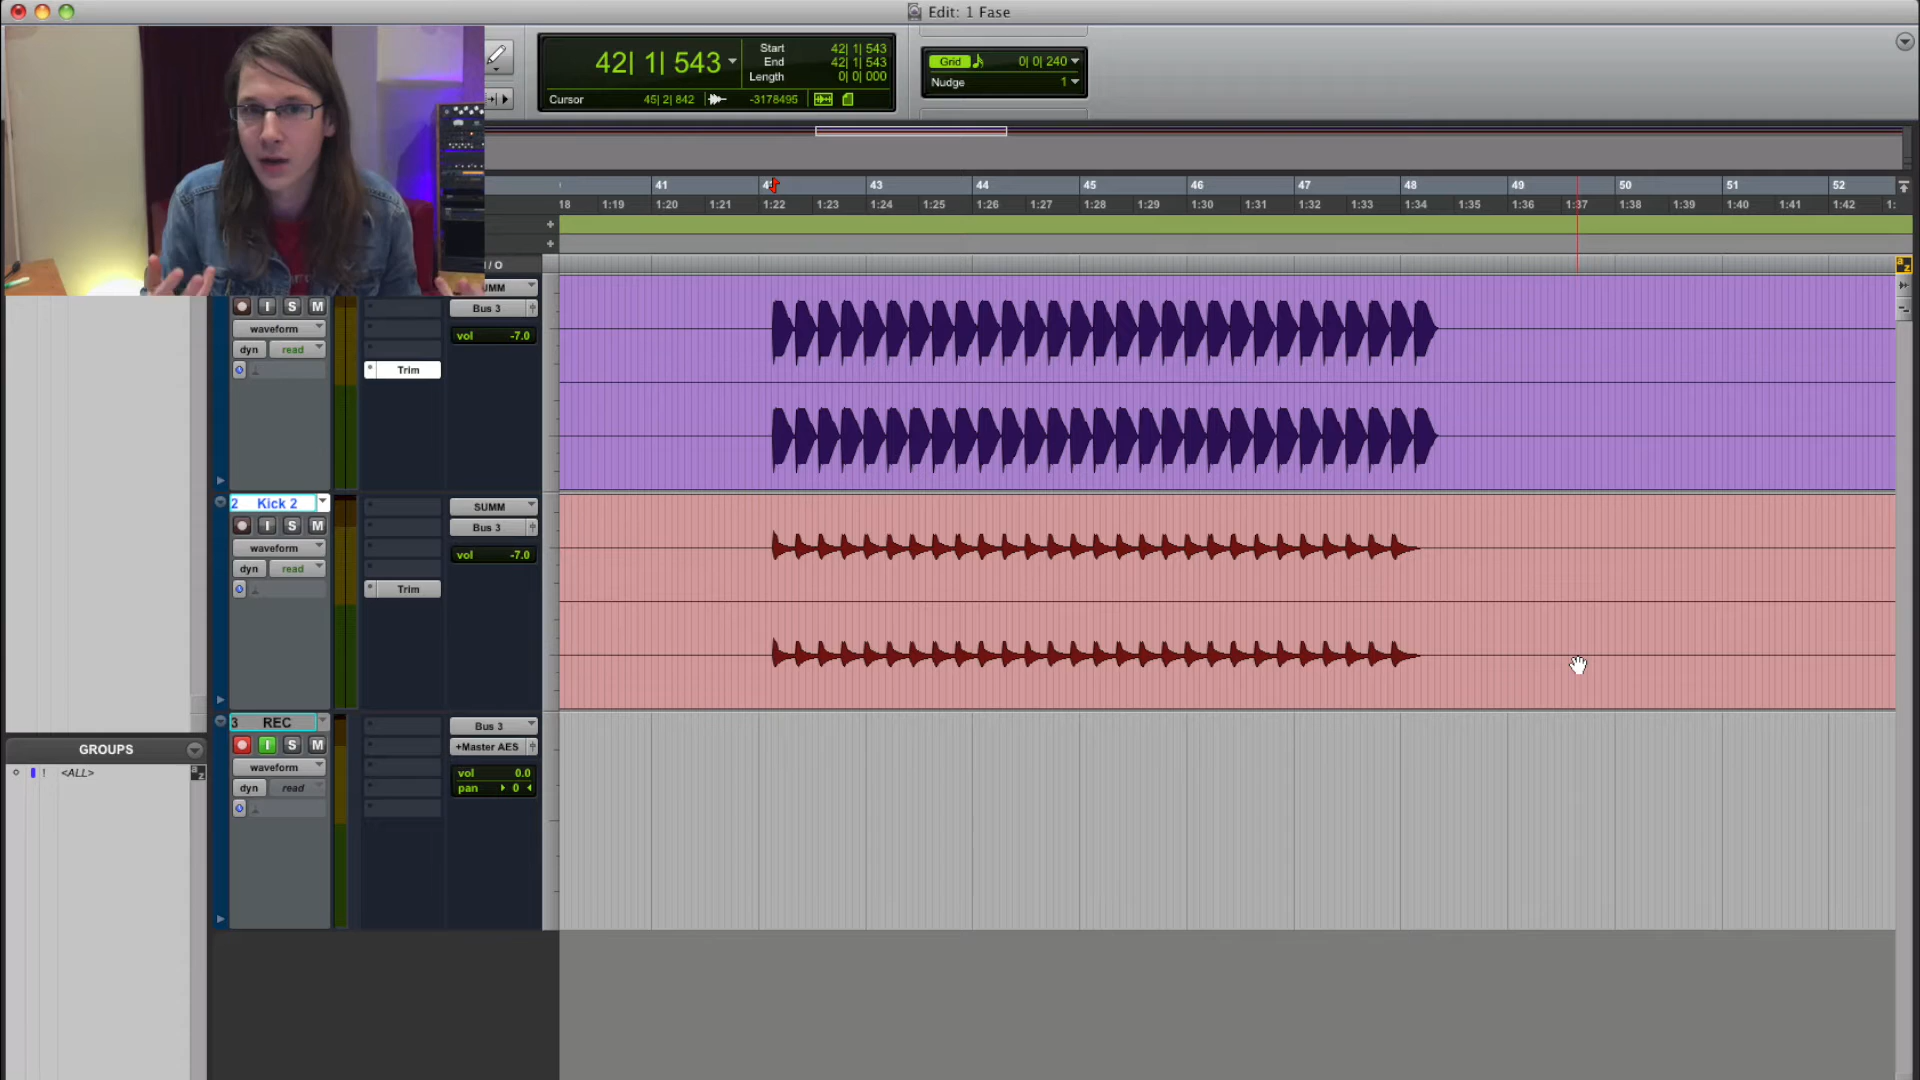 Edit: 1 Fase
42| 1| 543
Start 42| 1| 543
End 42| 1| 543
Length 0| 0| 000
Cursor 45| 2| 842 -3178495
Grid 0| 0| 240
Nudge 1
41 43 44 45 46 47 48 49 50 51 52
18 1:19 1:20 1:21 1:22 1:23 1:24 1:25 1:26 1:27 1:28 1:29 1:30 1:31 1:32 1:33 1:34 1:35 1:36 1:37 1:38 1:39 1:40 1:41 1:42 1:
/ O
I S M
waveform
dyn read
Bus 3
vol -7.0
Trim
2 Kick 2
I S M
waveform
dyn read
SUMM
Bus 3
vol -7.0
Trim
3 REC
I S M
waveform
dyn read
Bus 3
+Master AES
vol 0.0
pan 0
GROUPS
! <ALL>
a z